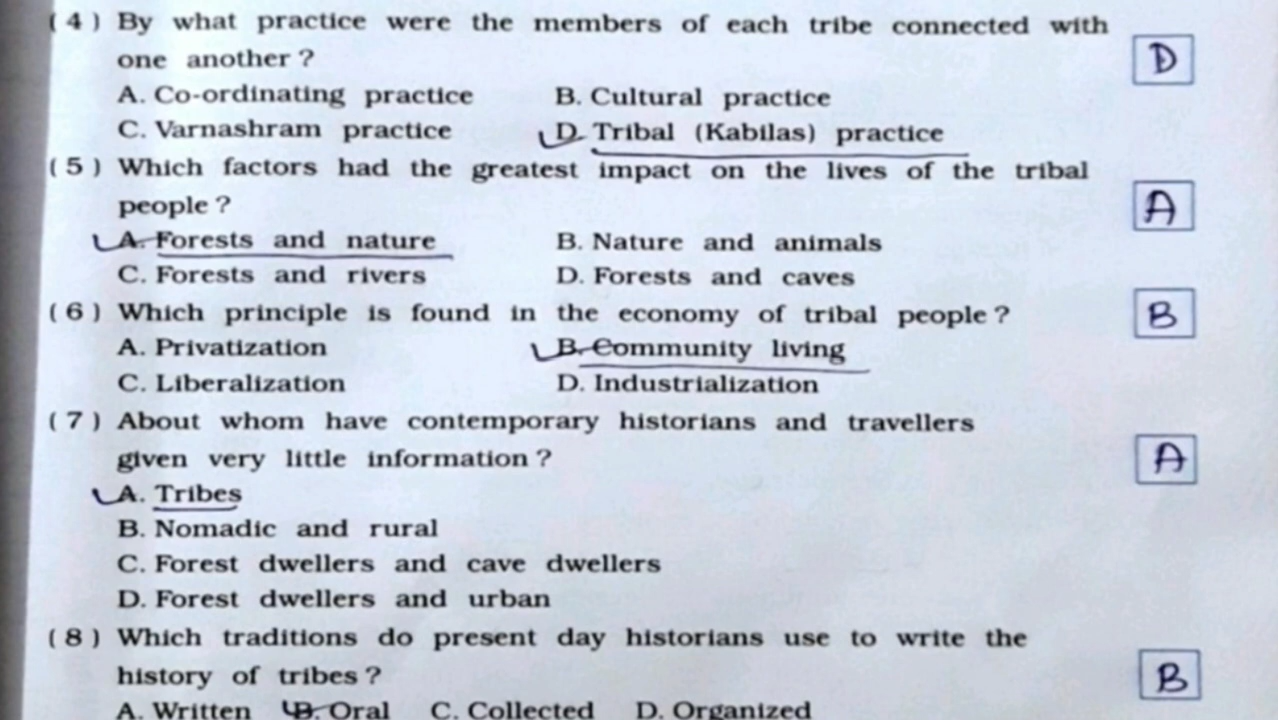 (4) By what practice were the members of each tribe connected with
one another ?
D
A. Co-ordinating practice B. Cultural practice
C. Varnashram practice D. Tribal (Kabilas) practice
(5) Which factors had the greatest impact on the lives of the tribal
people ?
A
A. Forests and nature B. Nature and animals
C. Forests and rivers D. Forests and caves
(6) Which principle is found in the economy of tribal people ?
B
A. Privatization B. Community living
C. Liberalization D. Industrialization
(7) About whom have contemporary historians and travellers
given very little information ?
A
A. Tribes
B. Nomadic and rural
C. Forest dwellers and cave dwellers
D. Forest dwellers and urban
(8) Which traditions do present day historians use to write the
history of tribes ?
B
A. Written B. Oral C. Collected D. Organized